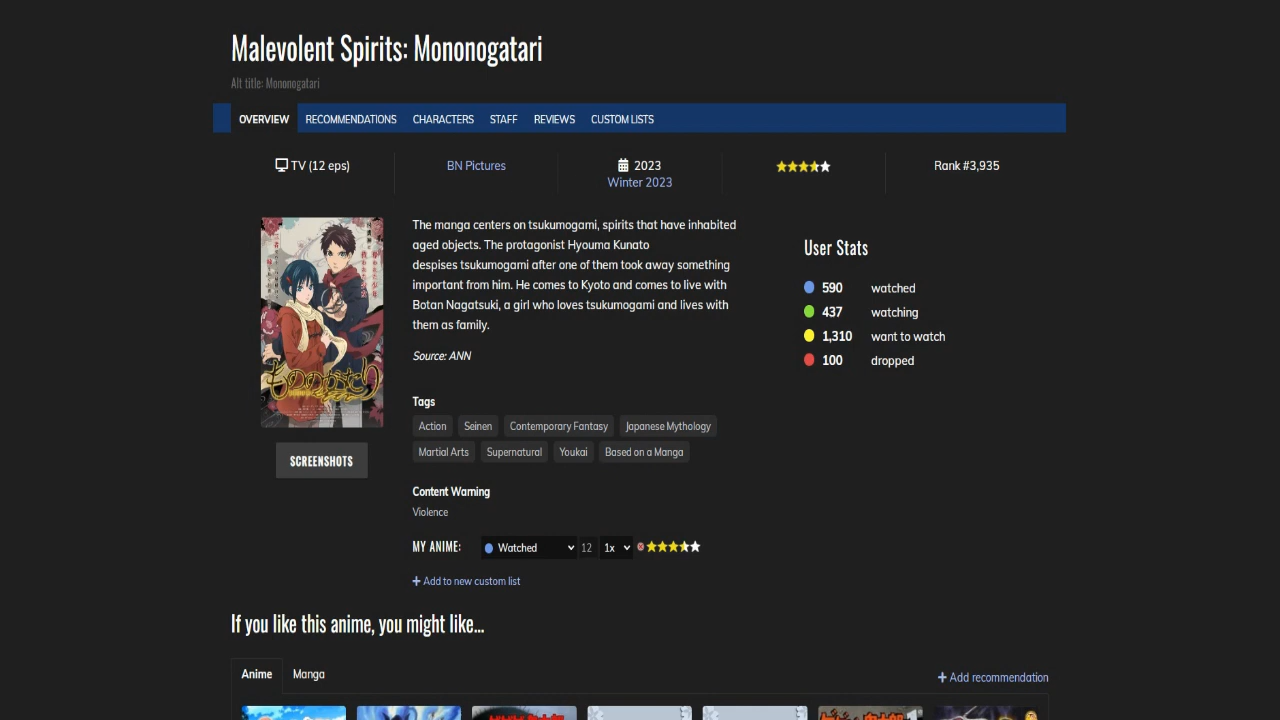 Malevolent Spirits: Mononogatari
Alt title: Mononogatari
OVERVIEW RECOMMENDATIONS CHARACTERS STAFF REVIEWS CUSTOM LISTS
TV (12 eps)
BN Pictures
2023
Winter 2023
Rank #3,935
The manga centers on tsukumogami, spirits that have inhabited
aged objects. The protagonist Hyouma Kunato
despises tsukumogami after one of them took away something
important from him. He comes to Kyoto and comes to live with
Botan Nagatsuki, a girl who loves tsukumogami and lives with
them as family.
Source: ANN
もののがたり
SCREENSHOTS
Tags
Action Seinen Contemporary Fantasy Japanese Mythology
Martial Arts Supernatural Youkai Based on a Manga
Content Warning
Violence
MY ANIME: Watched 12 1x
+ Add to new custom list
User Stats
590 watched
437 watching
1,310 want to watch
100 dropped
If you like this anime, you might like...
Anime Manga
+ Add recommendation